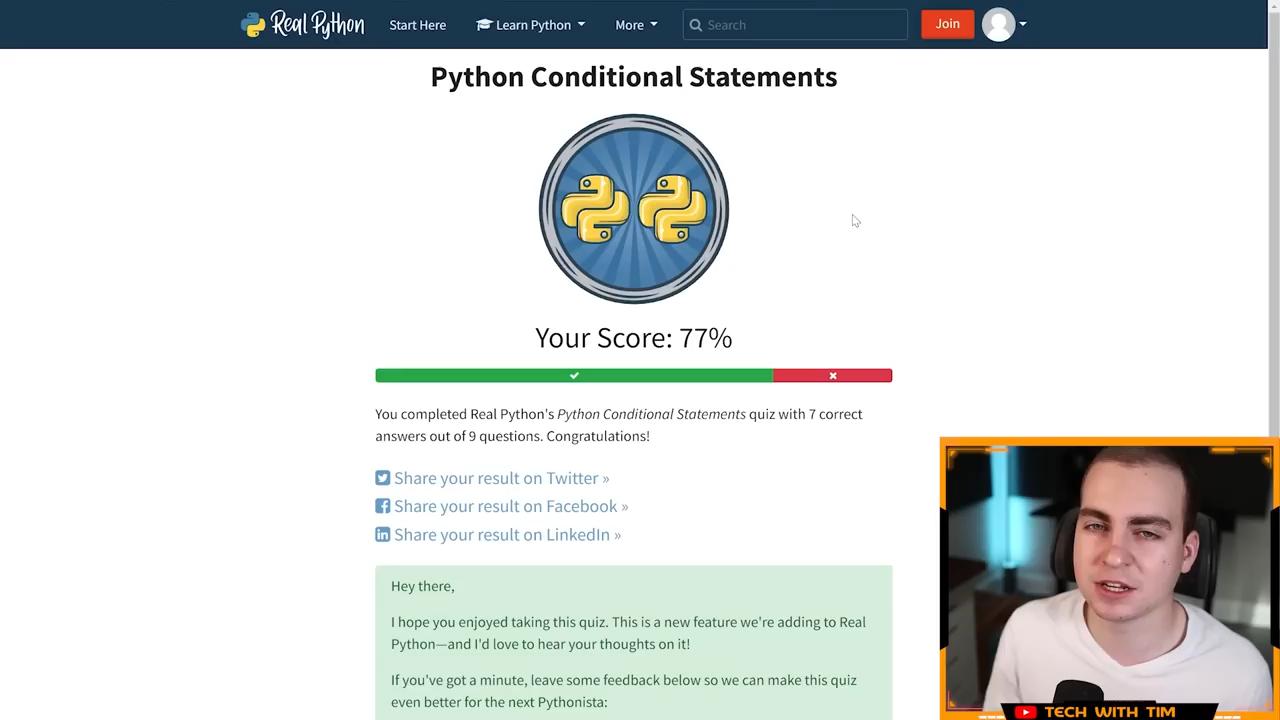 Real Python
Start Here
Learn Python
More
Search
Join
Python Conditional Statements
Your Score: 77%
You completed Real Python's Python Conditional Statements quiz with 7 correct
answers out of 9 questions. Congratulations!
Share your result on Twitter »
Share your result on Facebook »
Share your result on LinkedIn »
Hey there,
I hope you enjoyed taking this quiz. This is a new feature we're adding to Real
Python—and I'd love to hear your thoughts on it!
If you've got a minute, leave some feedback below so we can make this quiz
even better for the next Pythonista:
TECH WITH TIM